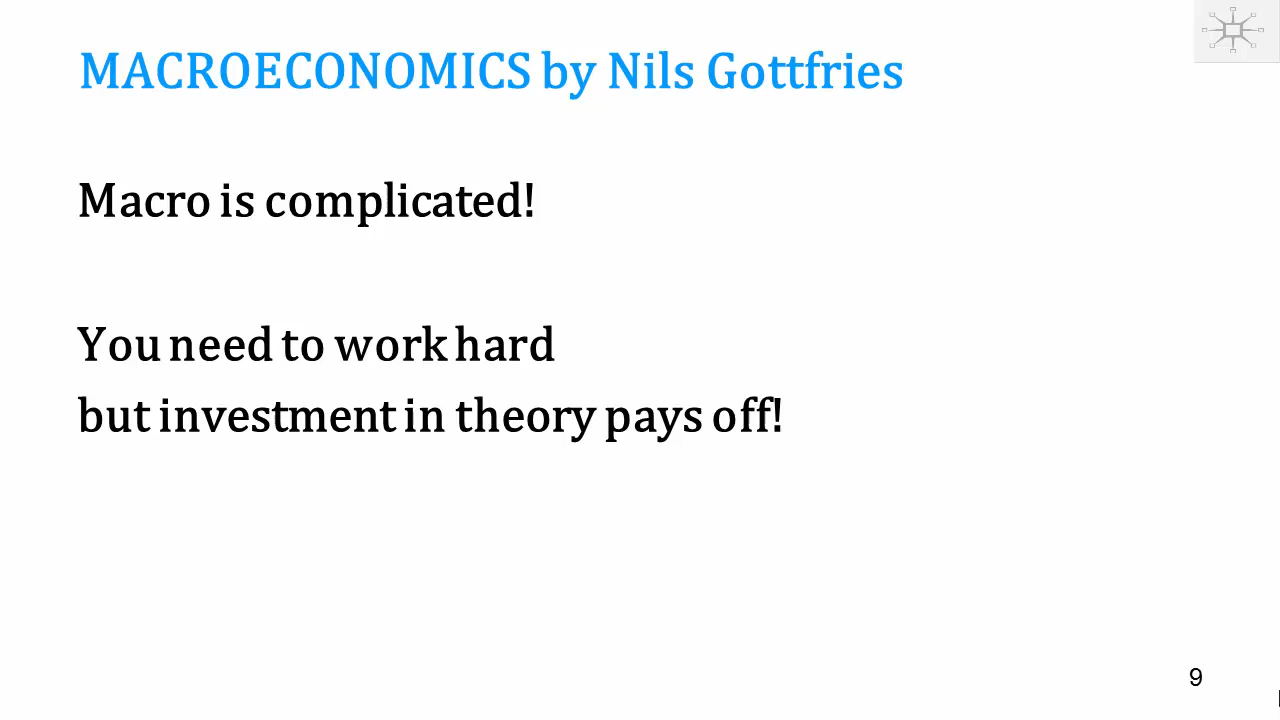 MACROECONOMICS by Nils Gottfries
Macro is complicated!
You need to work hard
but investment in theory pays off!
9